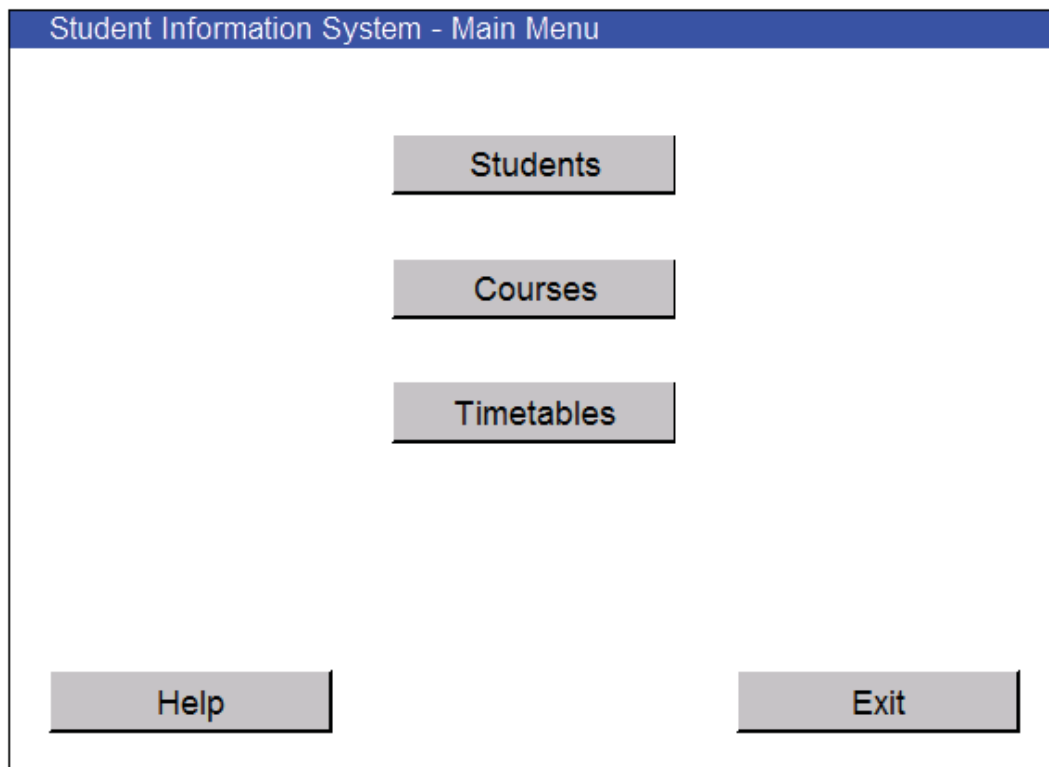 Student Information System - Main Menu
Students
Courses
Timetables
Help
Exit